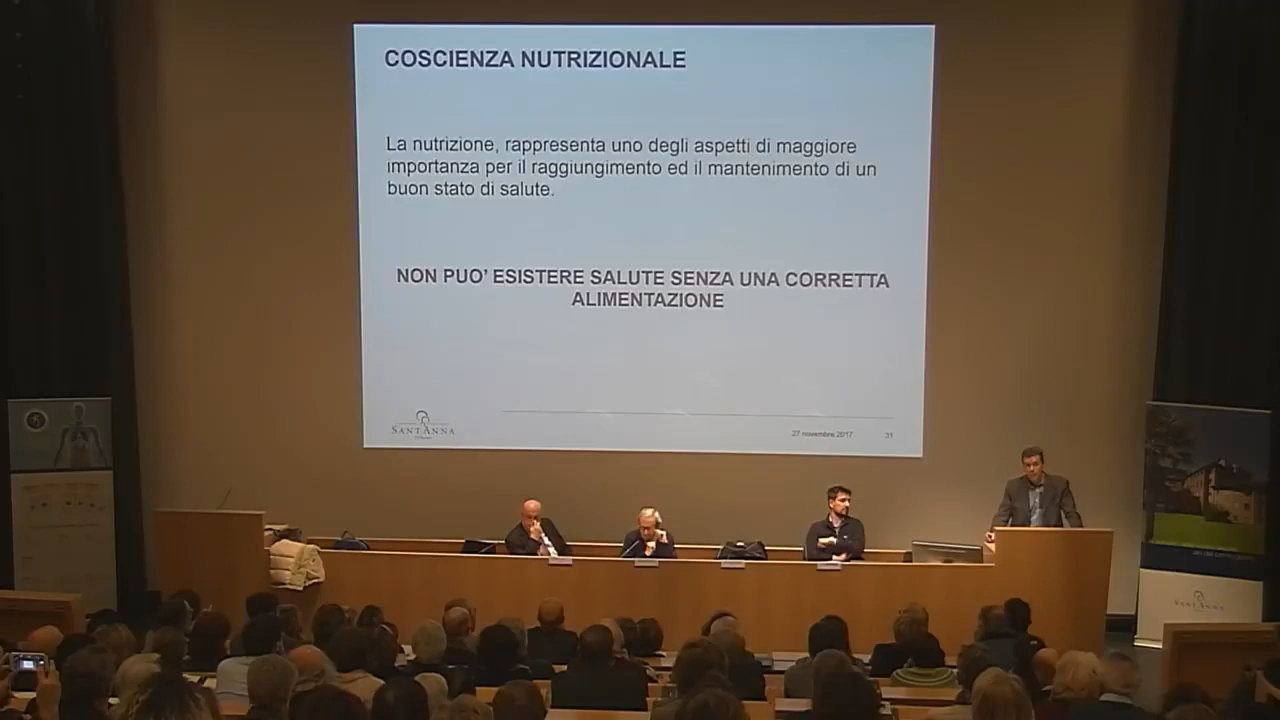 COSCIENZA NUTRIZIONALE
La nutrizione, rappresenta uno degli aspetti di maggiore
importanza per il raggiungimento ed il mantenimento di un
buon stato di salute.
NON PUO' ESISTERE SALUTE SENZA UNA CORRETTA
ALIMENTAZIONE
SANT'ANNA
27 novembre 2017
31
SANT'ANNA